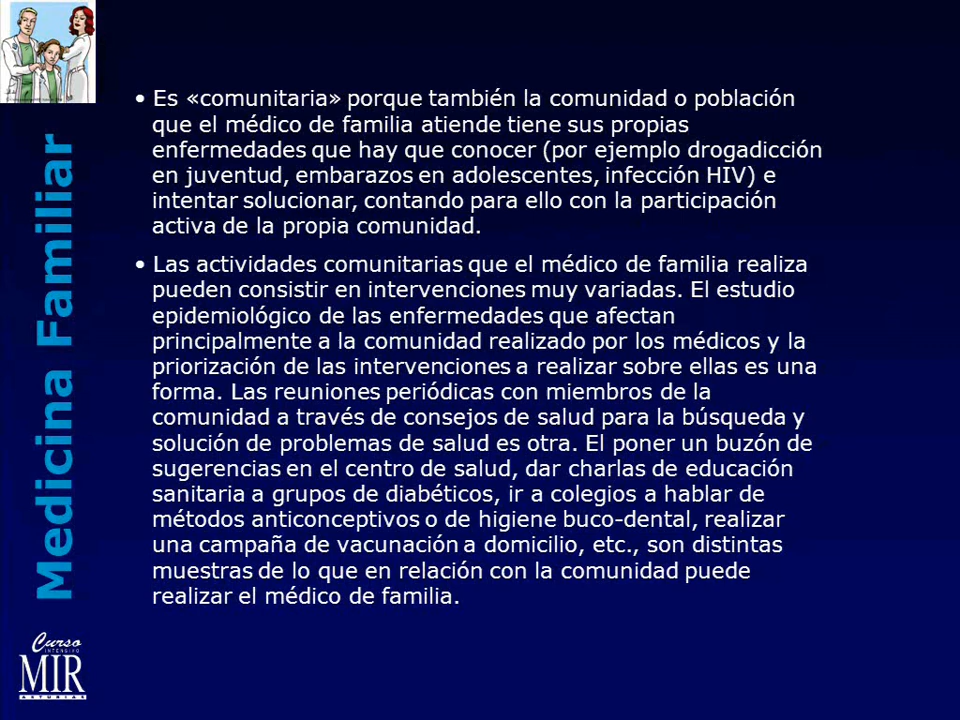 • Es «comunitaria» porque también la comunidad o población
que el médico de familia atiende tiene sus propias
enfermedades que hay que conocer (por ejemplo drogadicción
en juventud, embarazos en adolescentes, infección HIV) e
intentar solucionar, contando para ello con la participación
activa de la propia comunidad.
• Las actividades comunitarias que el médico de familia realiza
pueden consistir en intervenciones muy variadas. El estudio
epidemiológico de las enfermedades que afectan
principalmente a la comunidad realizado por los médicos y la
priorización de las intervenciones a realizar sobre ellas es una
forma. Las reuniones periódicas con miembros de la
comunidad a través de consejos de salud para la búsqueda y
solución de problemas de salud es otra. El poner un buzón de
sugerencias en el centro de salud, dar charlas de educación
sanitaria a grupos de diabéticos, ir a colegios a hablar de
métodos anticonceptivos o de higiene buco-dental, realizar
una campaña de vacunación a domicilio, etc., son distintas
muestras de lo que en relación con la comunidad puede
realizar el médico de familia.
Medicina Familiar
Curso
INTENSIVO
MIR
ASTURIAS